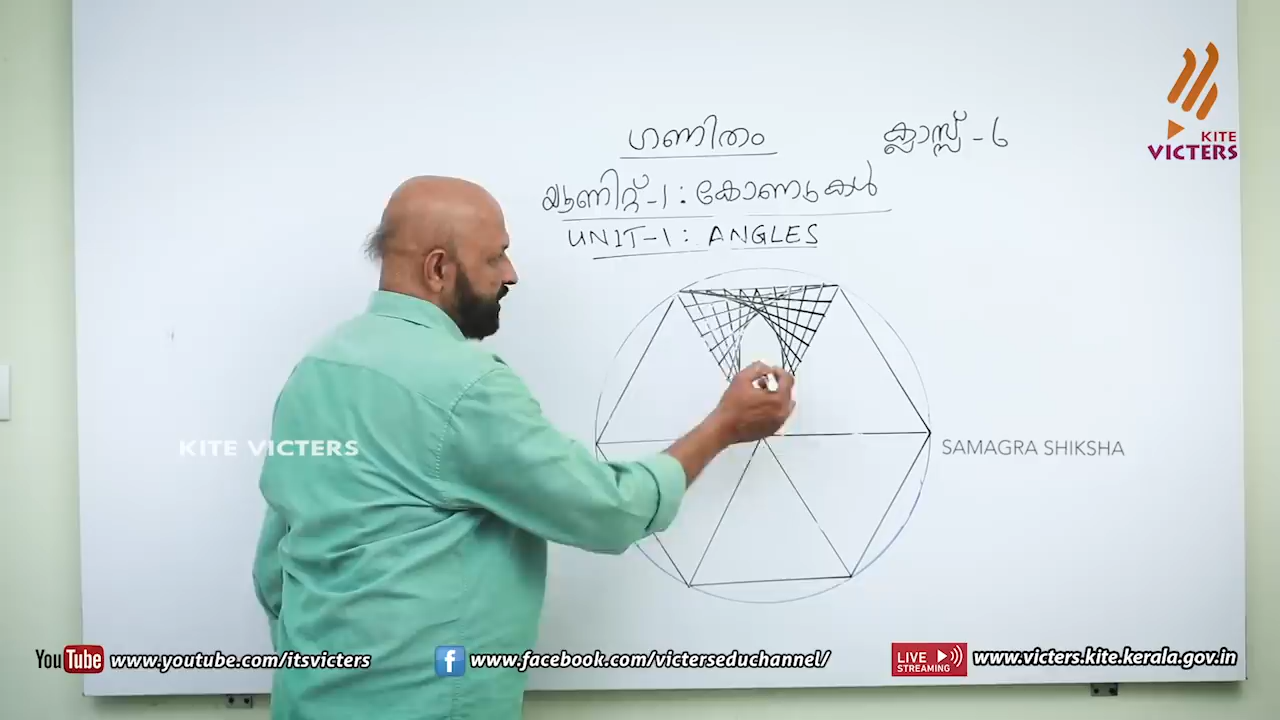 ഗണിതം
ക്ലാസ്സ് - 6
യൂണിറ്റ്-1 : കോണുകൾ
UNIT-1 : ANGLES
KITE
VICTERS
KITE VICTERS
SAMAGRA SHIKSHA
YouTube www.youtube.com/itsvicters
f www.facebook.com/victerseduchannel/
LIVE STREAMING www.victers.kite.kerala.gov.in